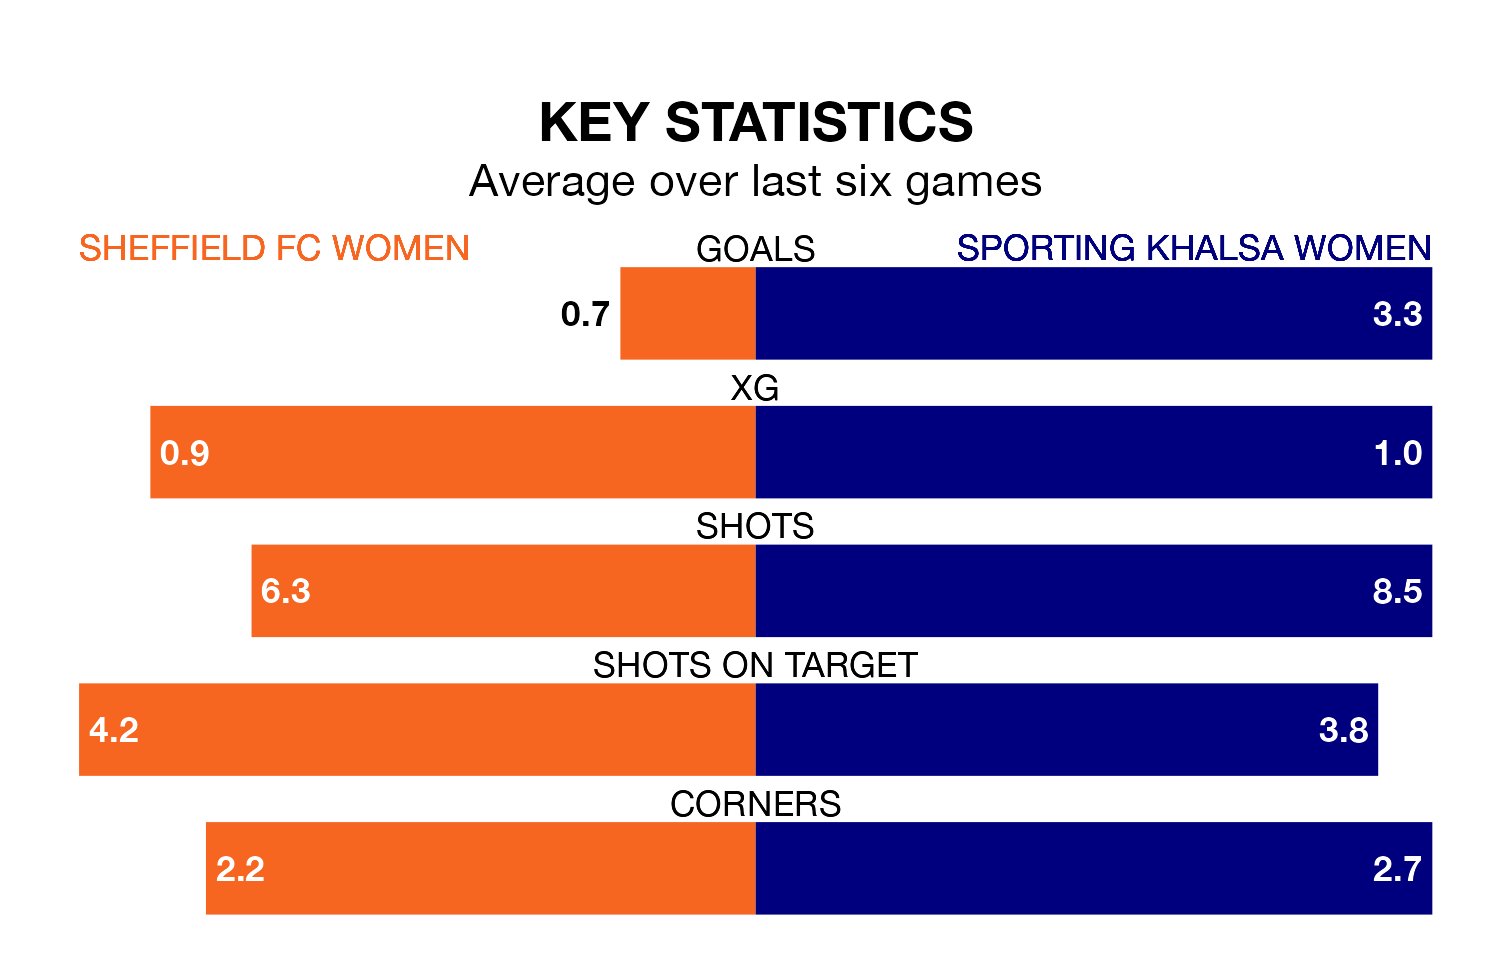 KEY STATISTICS
Average over last six games
SHEFFIELD FC WOMEN GOALS SPORTING KHALSA WOMEN
0.7 3.3
XG
0.9 1.0
SHOTS
6.3 8.5
SHOTS ON TARGET
4.2 3.8
CORNERS
2.2 2.7